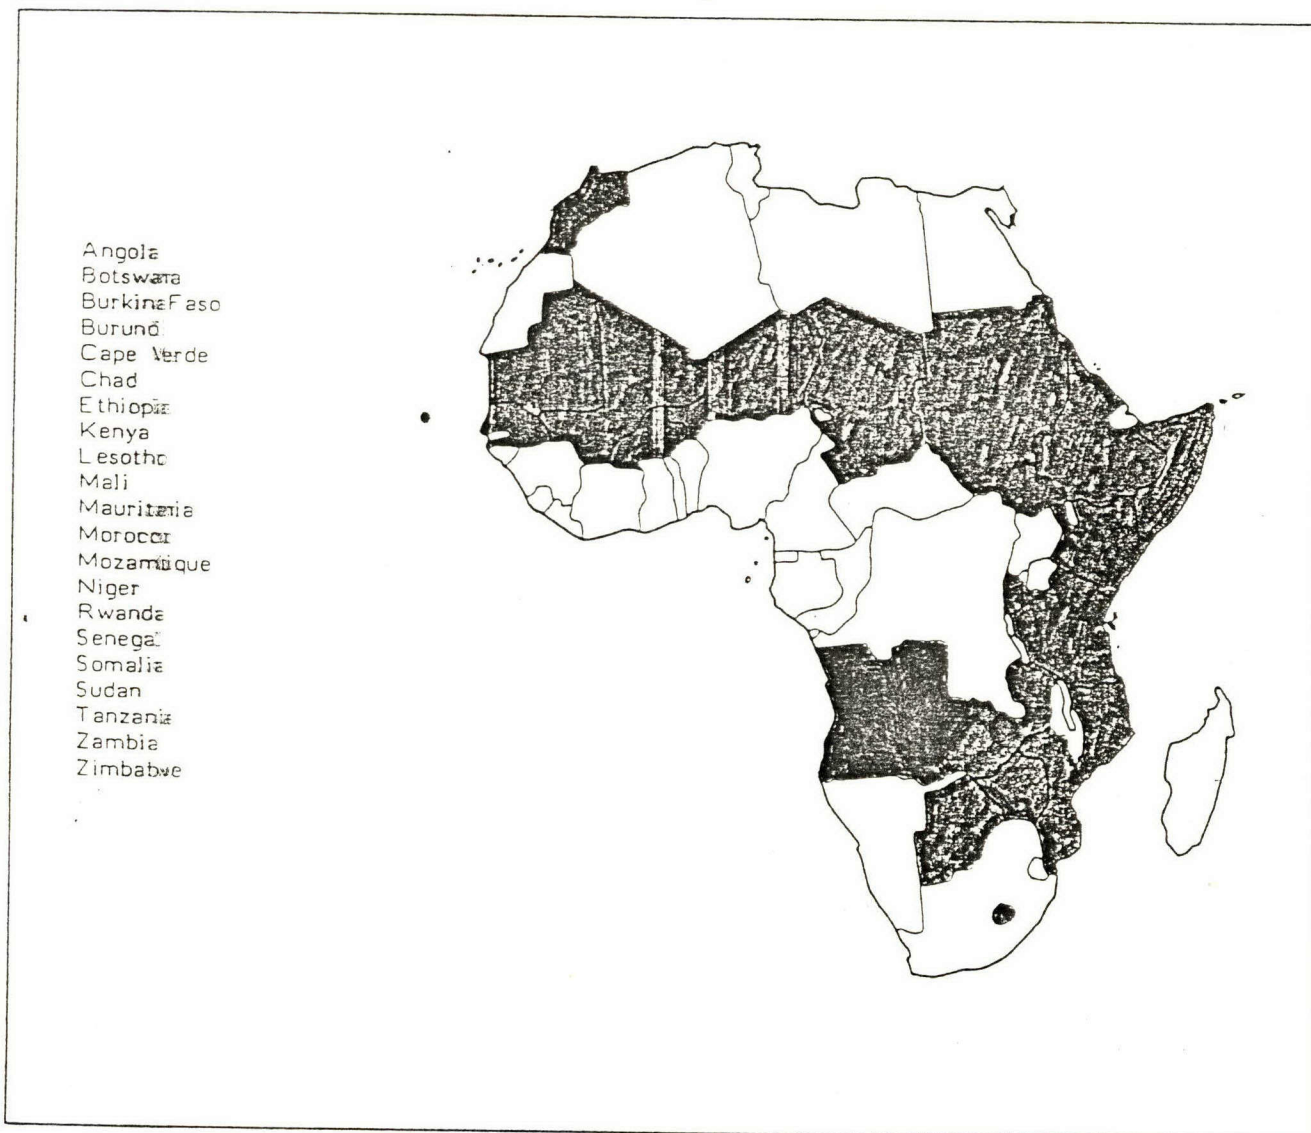 Angola
Botswana
Burkina Faso
Burundi
Cape Verde
Chad
Ethiopia
Kenya
Lesotho
Mali
Mauritania
Morocco
Mozambique
Niger
Rwanda
Senegal
Somalia
Sudan
Tanzania
Zambia
Zimbabwe